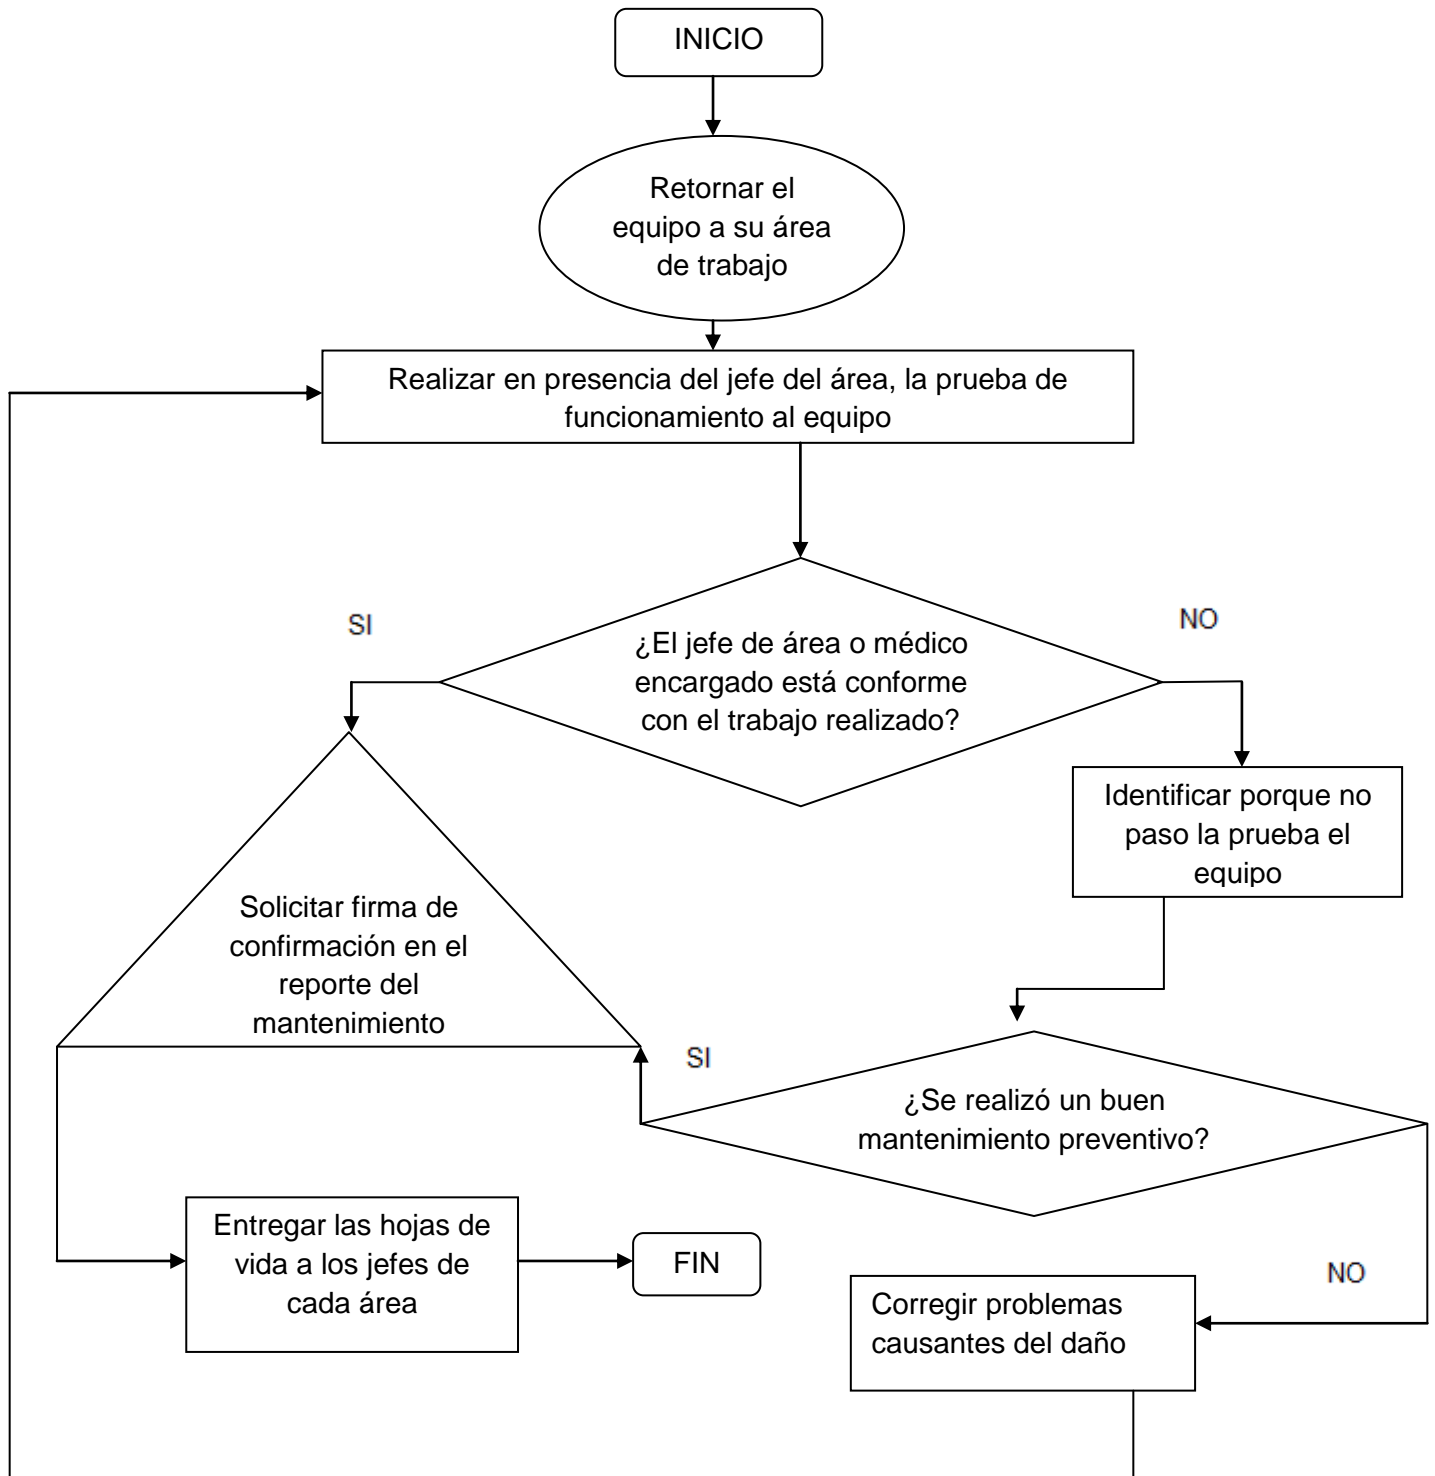 INICIO
Retornar el
equipo a su área
de trabajo
Realizar en presencia del jefe del área, la prueba de
funcionamiento al equipo
SI
NO
¿El jefe de área o médico
encargado está conforme
con el trabajo realizado?
Identificar porque no
paso la prueba el
equipo
Solicitar firma de
confirmación en el
reporte del
mantenimiento
SI
¿Se realizó un buen
mantenimiento preventivo?
Entregar las hojas de
vida a los jefes de
cada área
FIN
NO
Corregir problemas
causantes del daño